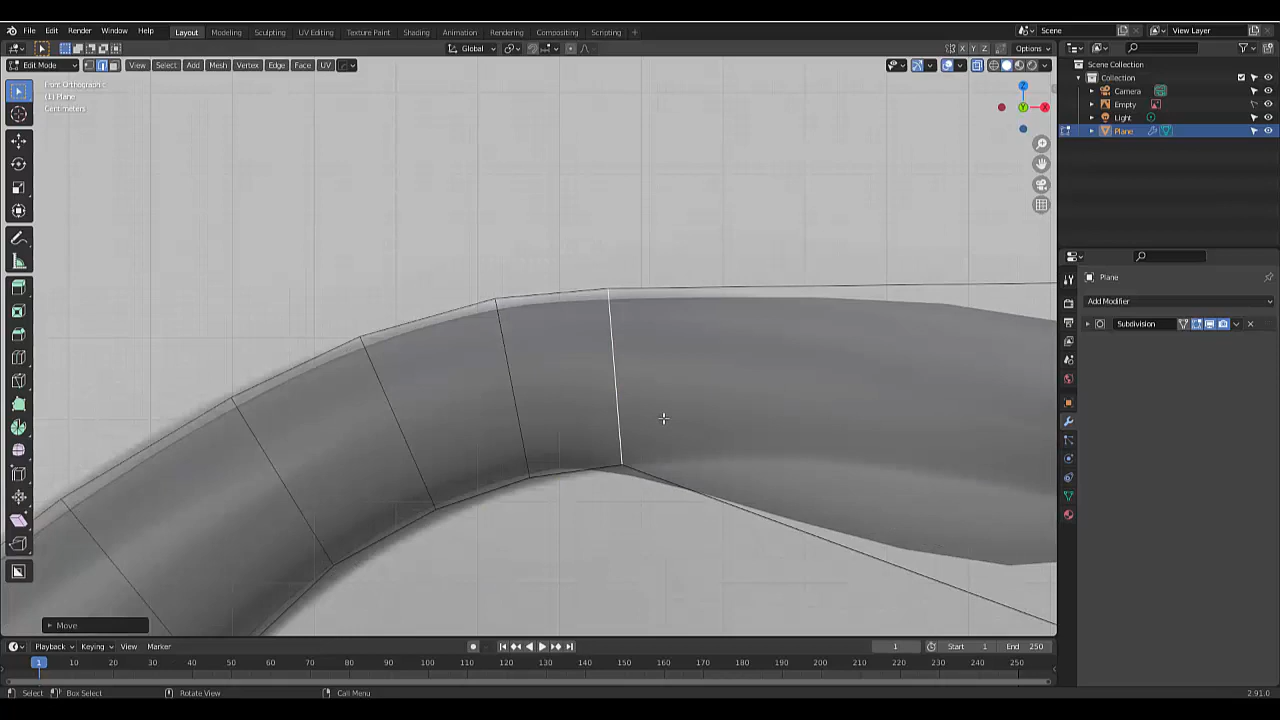 File Edit Render Window Help Layout Modeling Sculpting UV Editing Texture Paint Shading Animation Rendering Compositing Scripting + Scene View Layer
Global X Y Z Options
Edit Mode View Select Add Mesh Vertex Edge Face UV
Front Orthographic
(1) Plane
Centimeters
Scene Collection
Collection
Camera
Empty
Light
Plane
Plane
Add Modifier
Subdivision
Move
Playback Keying View Marker 1 Start 1 End 250
1 10 20 30 40 50 60 70 80 90 100 110 120 130 140 150 160 170 180 190 200 210 220 230 240 250
Select Box Select Rotate View Call Menu 2.91.0